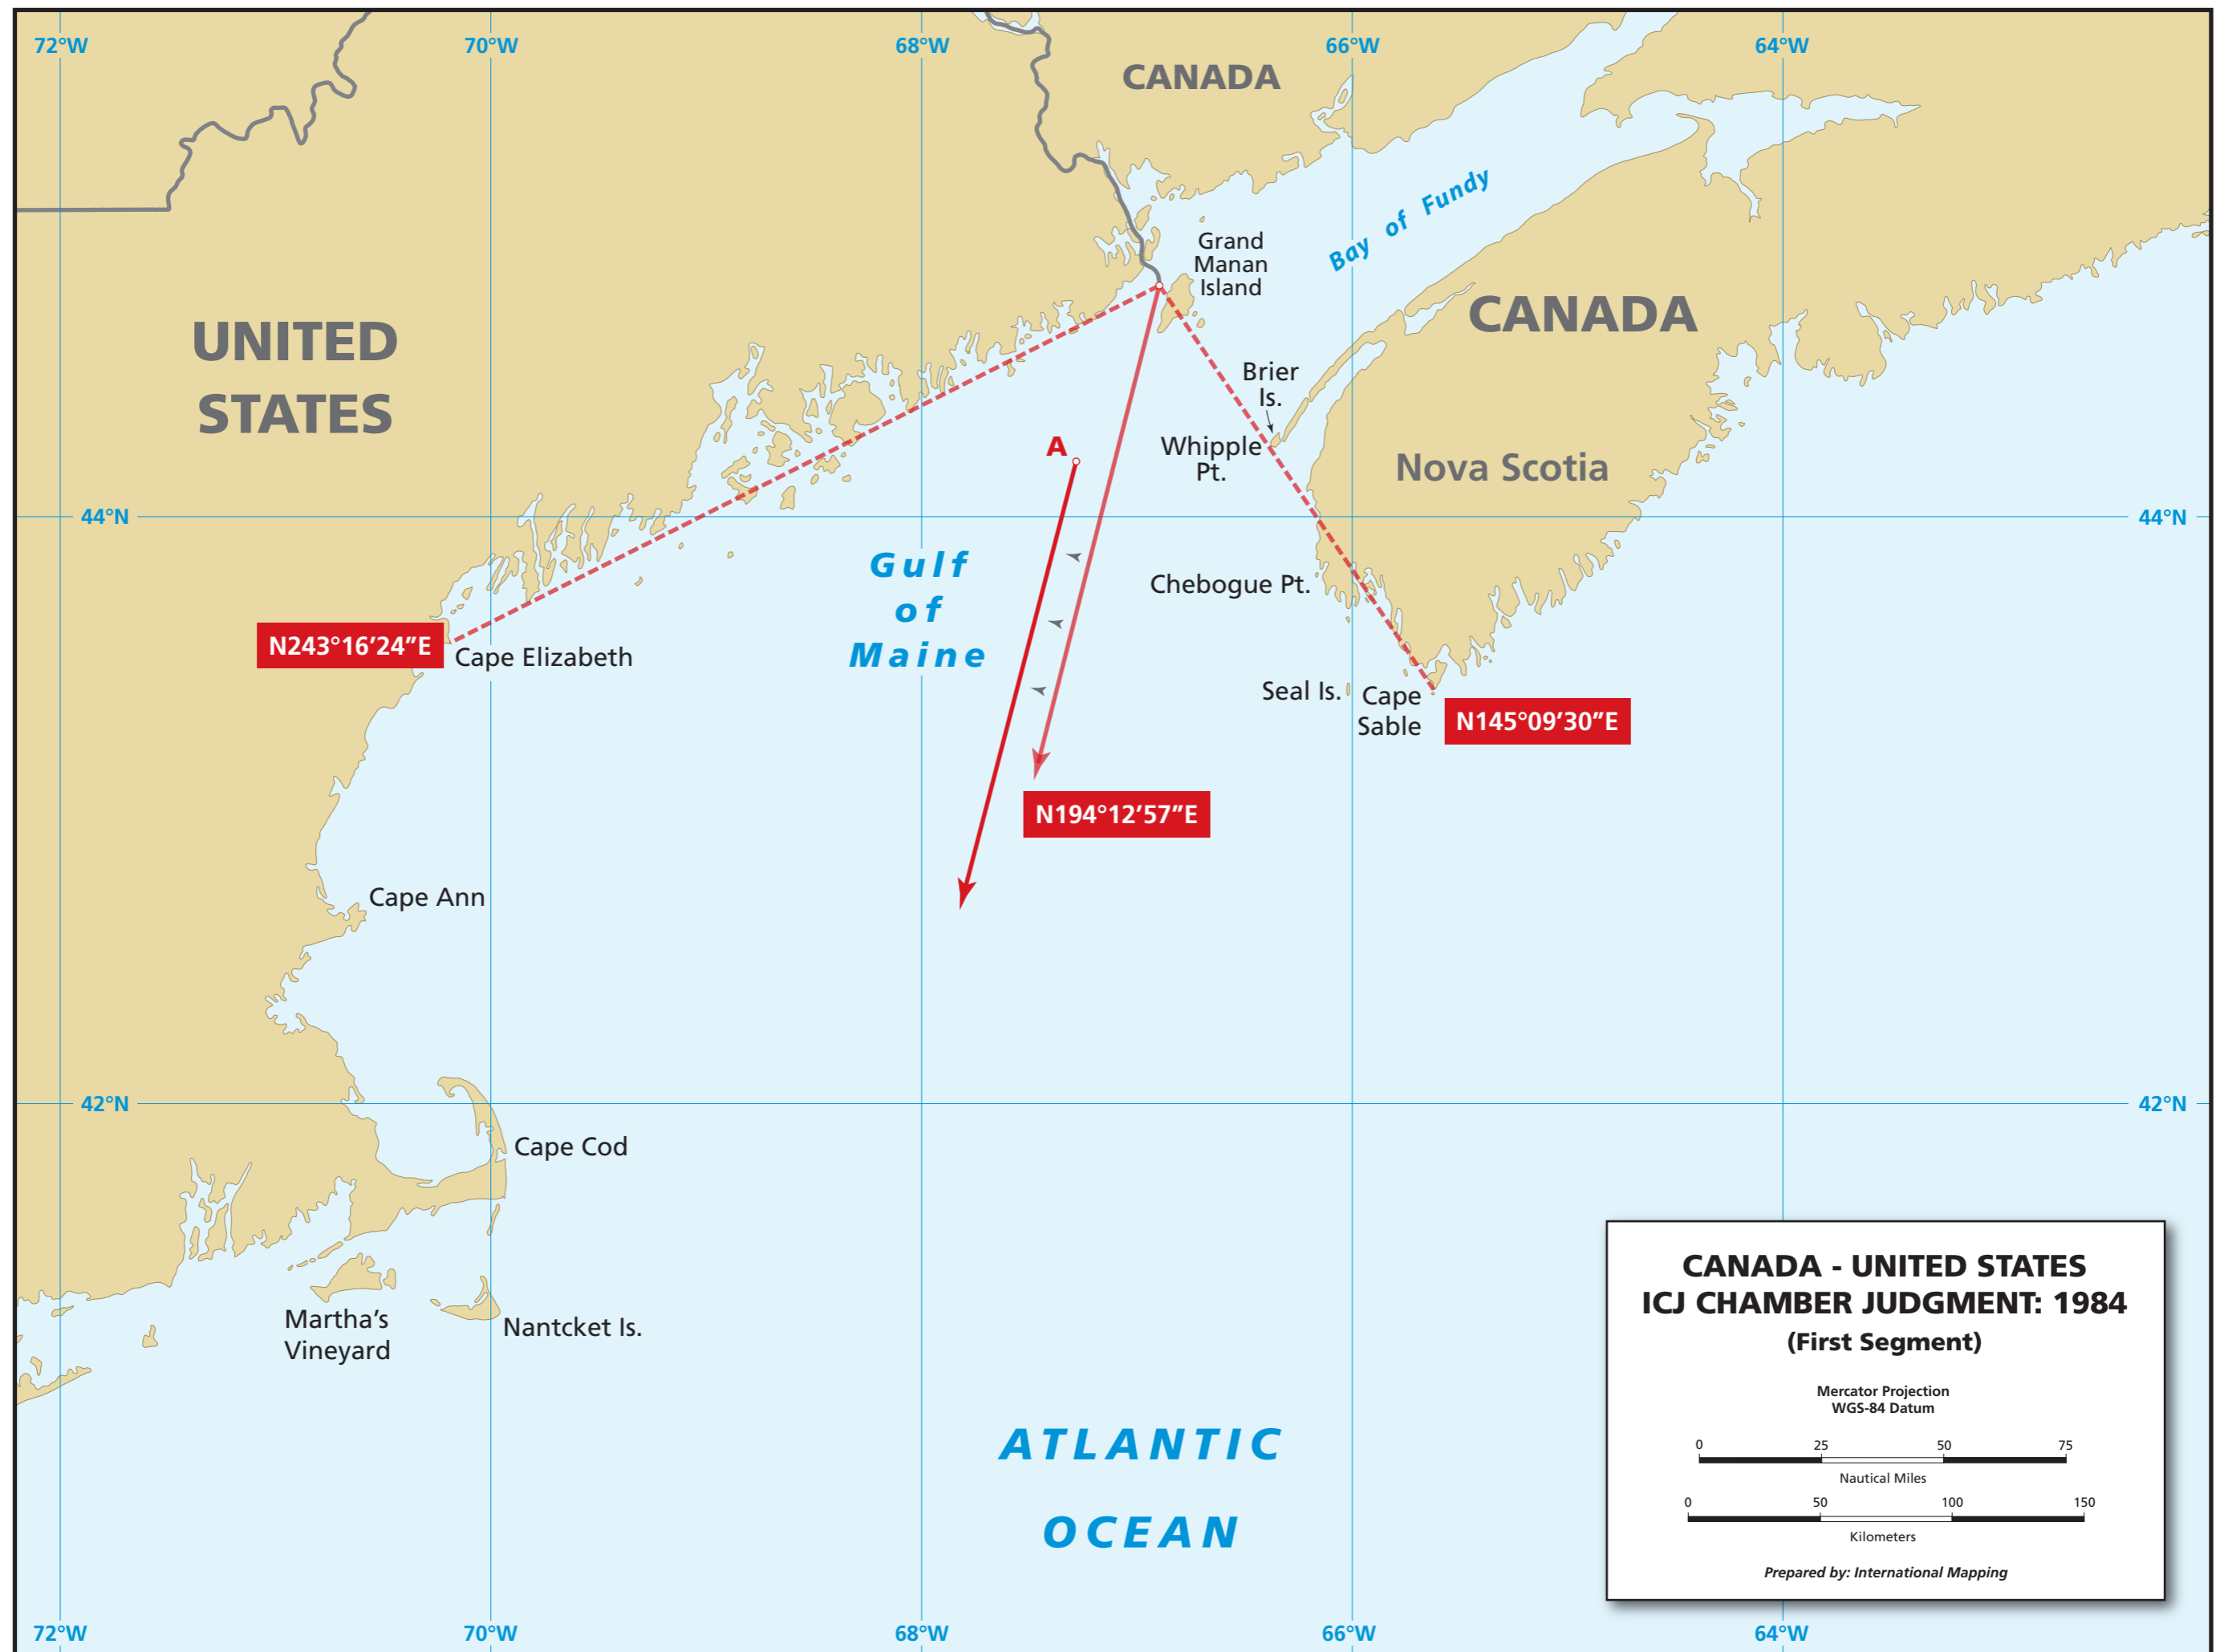 72°W
70°W
68°W
66°W
64°W
CANADA
Bay of Fundy
Grand
Manan
Island
UNITED
STATES
CANADA
Brier
Is.
Whipple
Pt.
Nova Scotia
A
44°N
44°N
Gulf
of
Maine
Chebogue Pt.
N243°16’24”E
Cape Elizabeth
Seal Is.
Cape
Sable
N145°09’30”E
N194°12’57”E
Cape Ann
42°N
42°N
Cape Cod
Martha’s
Vineyard
Nantcket Is.
ATLANTIC
OCEAN
CANADA - UNITED STATES
ICJ CHAMBER JUDGMENT: 1984
(First Segment)
Mercator Projection
WGS-84 Datum
0 25 50 75
Nautical Miles
0 50 100 150
Kilometers
Prepared by: International Mapping
72°W
70°W
68°W
66°W
64°W